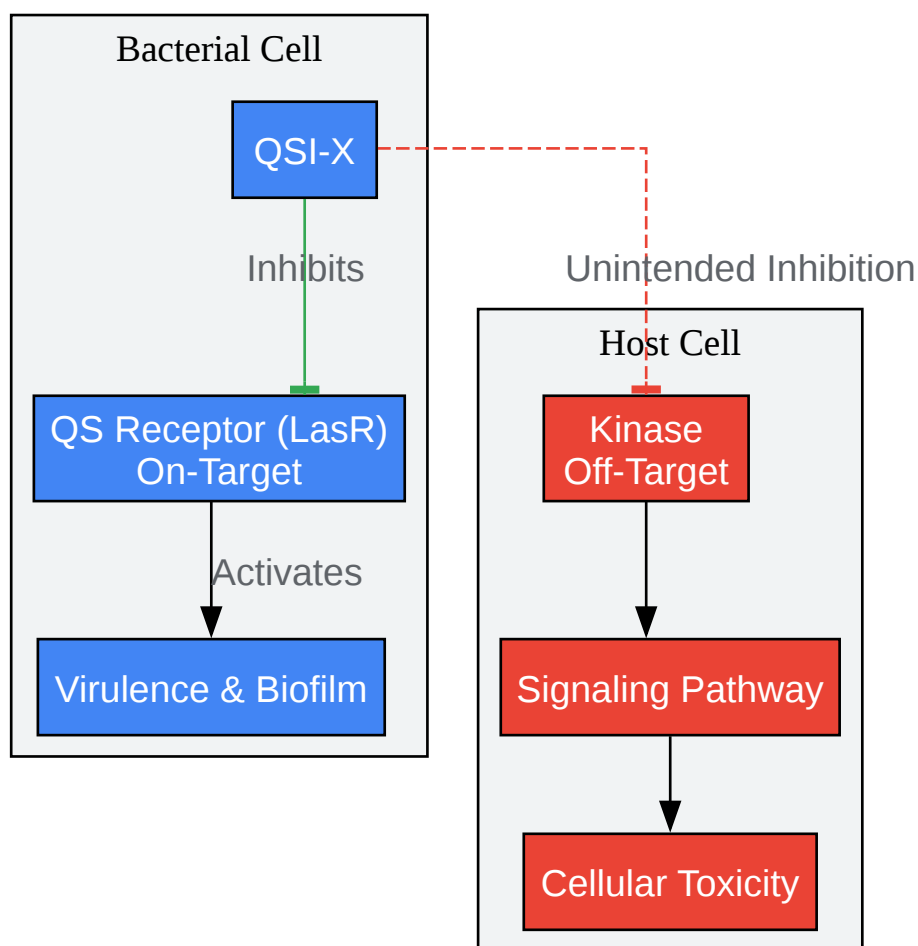 Bacterial Cell
QSI-X
Inhibits
Unintended Inhibition
Host Cell
QS Receptor (LasR)
On-Target
Kinase
Off-Target
Activates
Virulence & Biofilm
Signaling Pathway
Cellular Toxicity